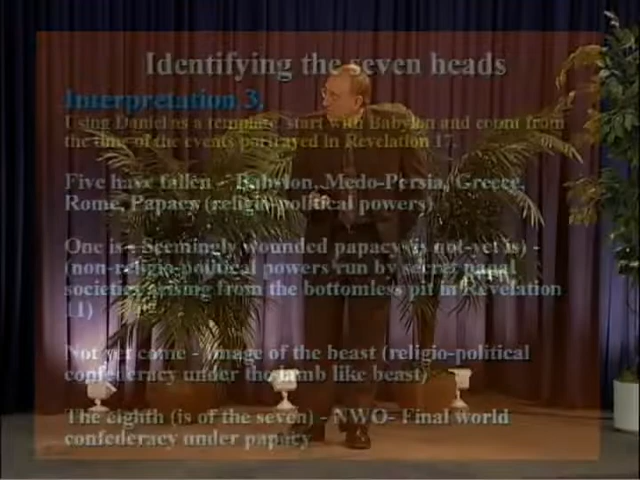 Identifying the seven heads
Interpretation 3.
Using Daniel as a template, start with Babylon and count from
the time of the events portrayed in Revelation 17.
Five have fallen - Babylon, Medo-Persia, Greece,
Rome, Papacy (religio-political powers)
One is - Seemingly wounded papacy (is not-yet is) -
(non-religio-political powers run by secret papal
societies arising from the bottomless pit in Revelation
11)
Not yet come - image of the beast (religio-political
confederacy under the lamb like beast)
The eighth (is of the seven) - NWO- Final world
confederacy under papacy